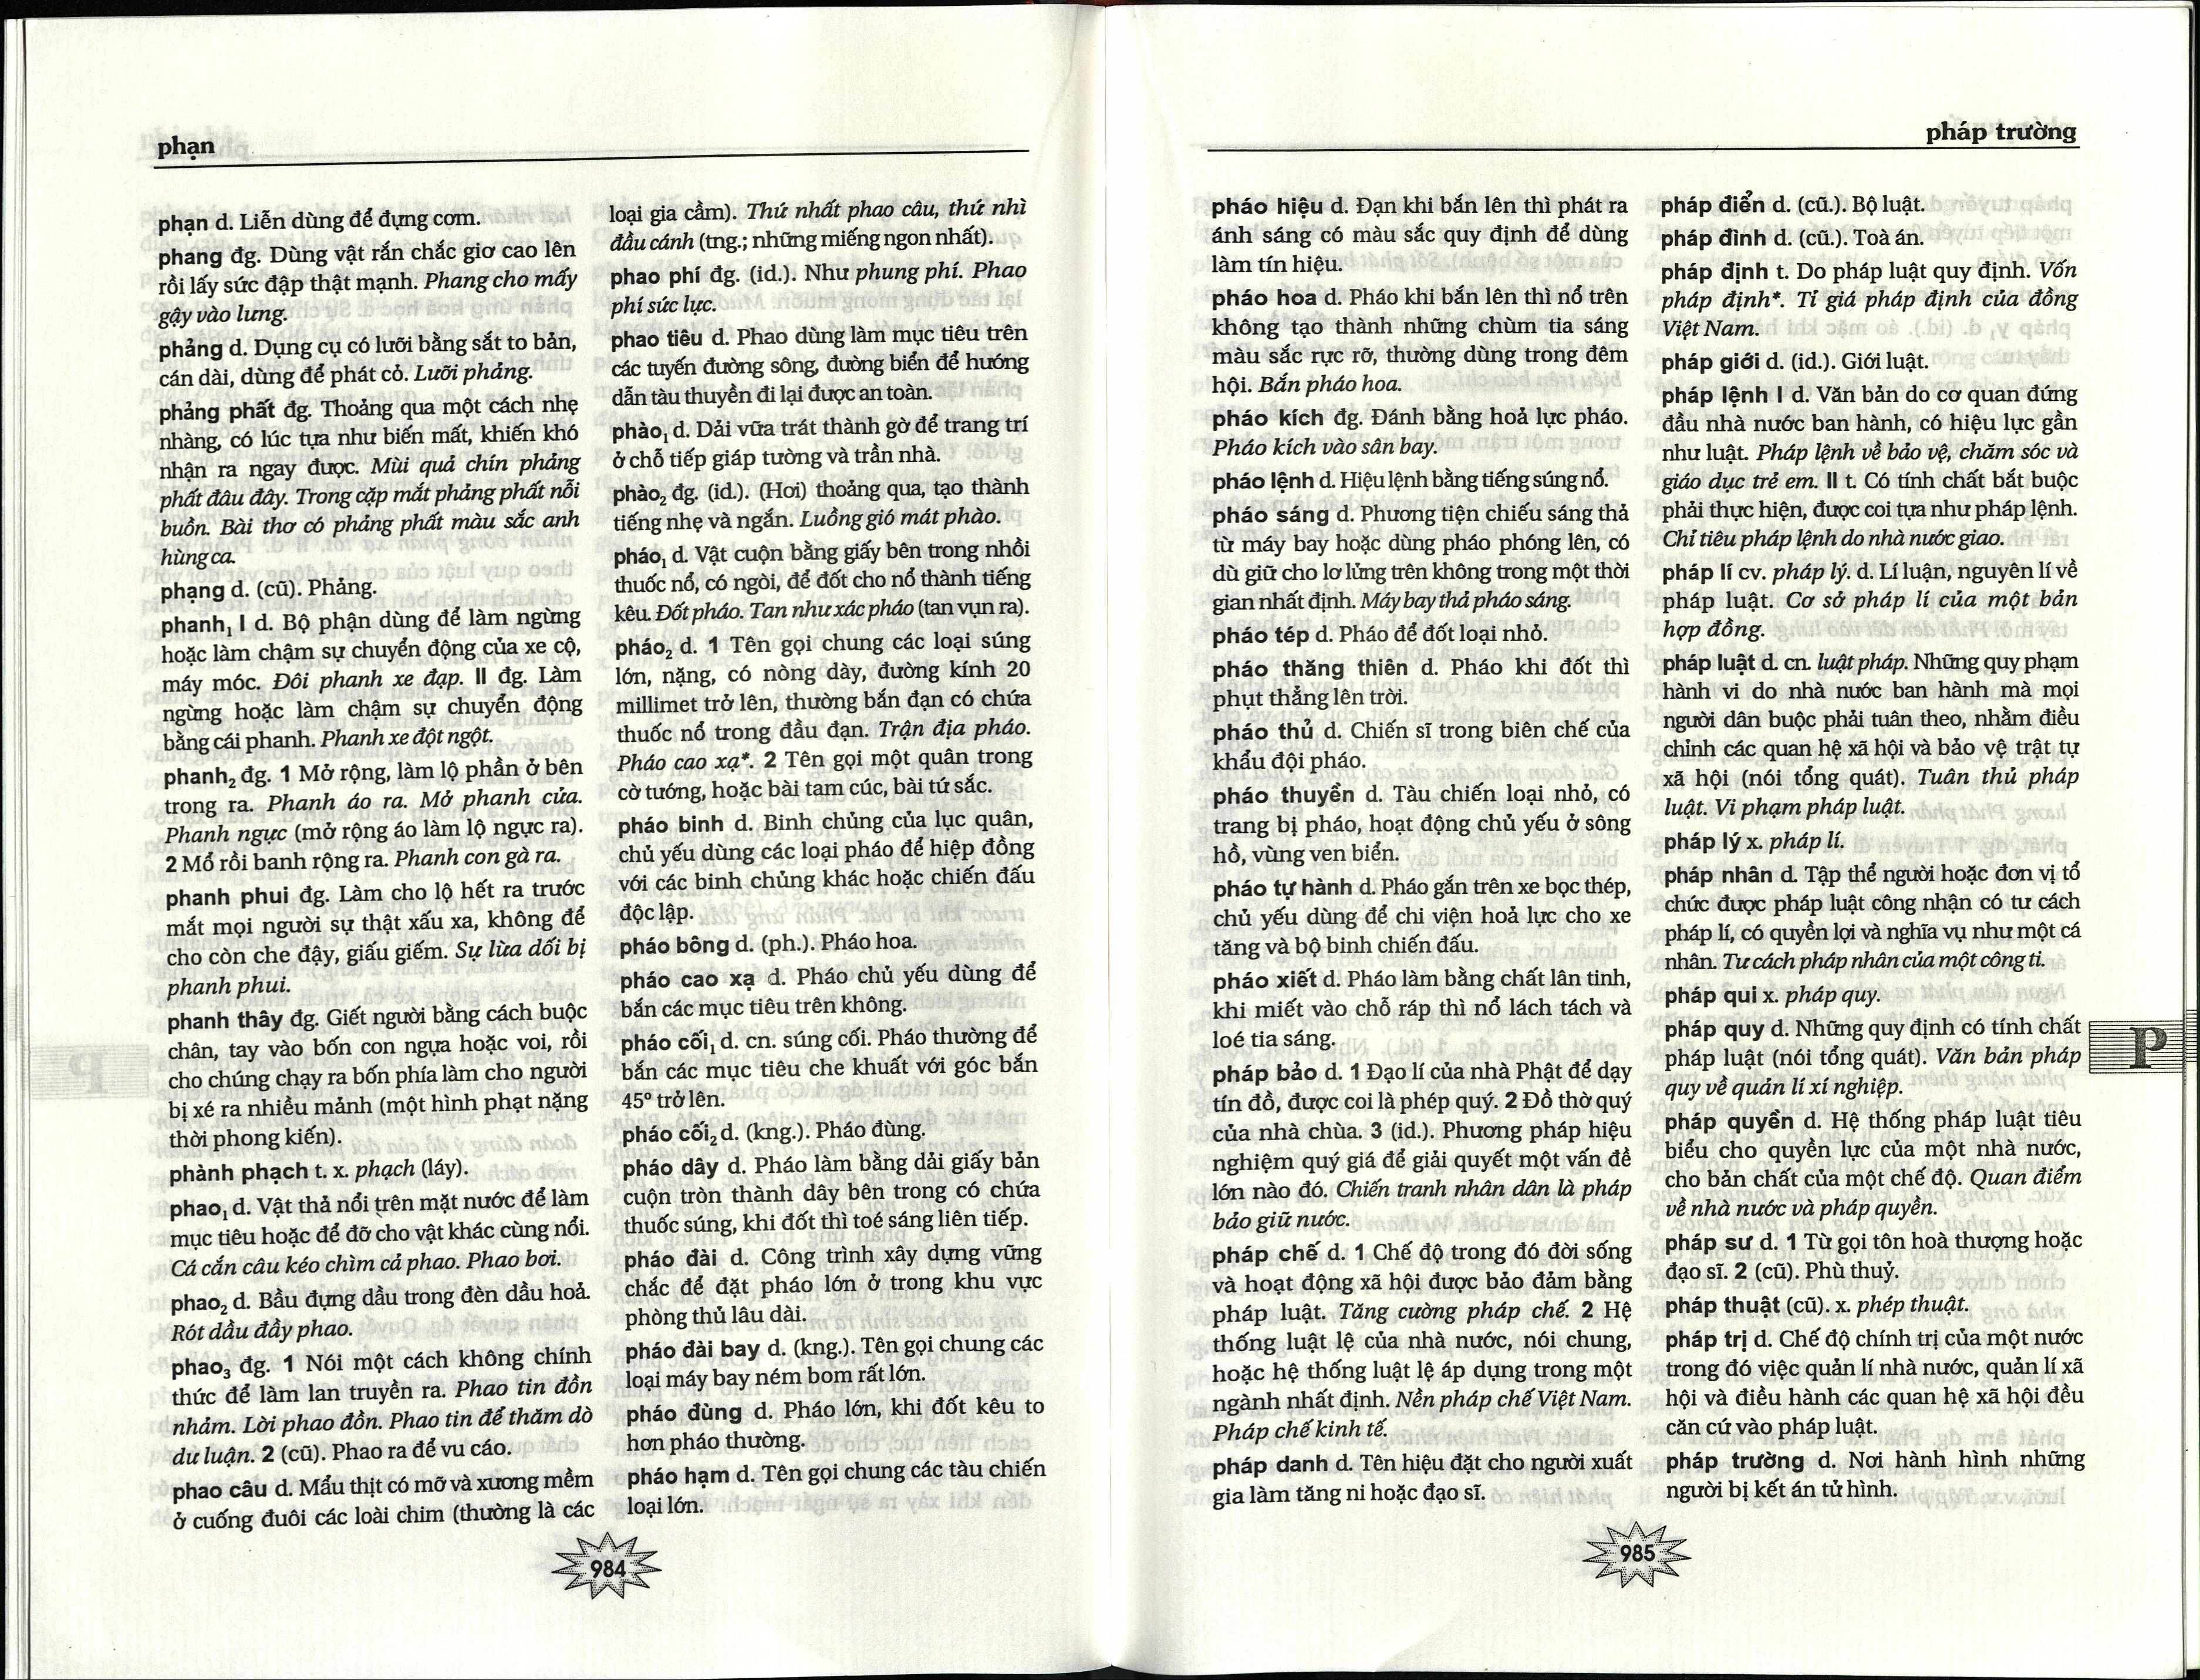 phạn
phạn d. Liễn dùng để đựng cơm.
phang đg. Dùng vật rắn chắc giơ cao lên
rồi lấy sức đập thật mạnh. Phang cho mấy
gậy vào lưng.
phảng d. Dụng cụ có lưỡi bằng sắt to bản,
cán dài, dùng để phát cỏ. Lưỡi phảng.
phảng phất đg. Thoảng qua một cách nhẹ
nhàng, có lúc tựa như biến mất, khiến khó
nhận ra ngay được. Mùi quả chín phảng
phất đâu đây. Trong cặp mắt phảng phất nỗi
buồn. Bài thơ có phảng phất màu sắc anh
hùng ca.
phạng d. (cũ). Phảng.
phanh₁ I d. Bộ phận dùng để làm ngừng
hoặc làm chậm sự chuyển động của xe cộ,
máy móc. Đôi phanh xe đạp. II đg. Làm
ngừng hoặc làm chậm sự chuyển động
bằng cái phanh. Phanh xe đột ngột.
phanh₂ đg. 1 Mở rộng, làm lộ phần ở bên
trong ra. Phanh áo ra. Mở phanh cửa.
Phanh ngực (mở rộng áo làm lộ ngực ra).
2 Mổ rồi banh rộng ra. Phanh con gà ra.
phanh phui đg. Làm cho lộ hết ra trước
mắt mọi người sự thật xấu xa, không để
cho còn che đậy, giấu giếm. Sự lừa dối bị
phanh phui.
phanh thây đg. Giết người bằng cách buộc
chân, tay vào bốn con ngựa hoặc voi, rồi
cho chúng chạy ra bốn phía làm cho người
bị xé ra nhiều mảnh (một hình phạt nặng
thời phong kiến).
phành phạch t. x. phạch (láy).
phao₁ d. Vật thả nổi trên mặt nước để làm
mục tiêu hoặc để đỡ cho vật khác cùng nổi.
Cá cắn câu kéo chìm cả phao. Phao bơi.
phao₂ d. Bầu đựng dầu trong đèn dầu hoả.
Rót dầu đầy phao.
phao₃ đg. 1 Nói một cách không chính
thức để làm lan truyền ra. Phao tin đồn
nhảm. Lời phao đồn. Phao tin để thăm dò
dư luận. 2 (cũ). Phao ra để vu cáo.
phao câu d. Mẩu thịt có mỡ và xương mềm
ở cuống đuôi các loài chim (thường là các
loại gia cầm). Thứ nhất phao câu, thứ nhì
đầu cánh (tng.; những miếng ngon nhất).
phao phí đg. (id.). Như phung phí. Phao
phí sức lực.
phao tiêu d. Phao dùng làm mục tiêu trên
các tuyến đường sông, đường biển để hướng
dẫn tàu thuyền đi lại được an toàn.
phào₁ d. Dải vữa trát thành gờ để trang trí
ở chỗ tiếp giáp tường và trần nhà.
phào₂ đg. (id.). (Hơi) thoảng qua, tạo thành
tiếng nhẹ và ngắn. Luồng gió mát phào.
pháo₁ d. Vật cuộn bằng giấy bên trong nhồi
thuốc nổ, có ngòi, để đốt cho nổ thành tiếng
kêu. Đốt pháo. Tan như xác pháo (tan vụn ra).
pháo₂ d. 1 Tên gọi chung các loại súng
lớn, nặng, có nòng dày, đường kính 20
millimet trở lên, thường bắn đạn có chứa
thuốc nổ trong đầu đạn. Trận địa pháo.
Pháo cao xạ*. 2 Tên gọi một quân trong
cờ tướng, hoặc bài tam cúc, bài tứ sắc.
pháo binh d. Binh chủng của lục quân,
chủ yếu dùng các loại pháo để hiệp đồng
với các binh chủng khác hoặc chiến đấu
độc lập.
pháo bông d. (ph.). Pháo hoa.
pháo cao xạ d. Pháo chủ yếu dùng để
bắn các mục tiêu trên không.
pháo cối₁ d. cn. súng cối. Pháo thường để
bắn các mục tiêu che khuất với góc bắn
45° trở lên.
pháo cối₂ d. (kng.). Pháo đùng.
pháo dây d. Pháo làm bằng dải giấy bản
cuộn tròn thành dây bên trong có chứa
thuốc súng, khi đốt thì toé sáng liên tiếp.
pháo đài d. Công trình xây dựng vững
chắc để đặt pháo lớn ở trong khu vực
phòng thủ lâu dài.
pháo đài bay d. (kng.). Tên gọi chung các
loại máy bay ném bom rất lớn.
pháo đùng d. Pháo lớn, khi đốt kêu to
hơn pháo thường.
pháo hạm d. Tên gọi chung các tàu chiến
loại lớn.
984
pháp trường
pháo hiệu d. Đạn khi bắn lên thì phát ra
ánh sáng có màu sắc quy định để dùng
làm tín hiệu.
pháo hoa d. Pháo khi bắn lên thì nổ trên
không tạo thành những chùm tia sáng
màu sắc rực rỡ, thường dùng trong đêm
hội. Bắn pháo hoa.
pháo kích đg. Đánh bằng hoả lực pháo.
Pháo kích vào sân bay.
pháo lệnh d. Hiệu lệnh bằng tiếng súng nổ.
pháo sáng d. Phương tiện chiếu sáng thả
từ máy bay hoặc dùng pháo phóng lên, có
dù giữ cho lơ lửng trên không trong một thời
gian nhất định. Máy bay thả pháo sáng.
pháo tép d. Pháo để đốt loại nhỏ.
pháo thăng thiên d. Pháo khi đốt thì
phụt thẳng lên trời.
pháo thủ d. Chiến sĩ trong biên chế của
khẩu đội pháo.
pháo thuyền d. Tàu chiến loại nhỏ, có
trang bị pháo, hoạt động chủ yếu ở sông
hồ, vùng ven biển.
pháo tự hành d. Pháo gắn trên xe bọc thép,
chủ yếu dùng để chi viện hoả lực cho xe
tăng và bộ binh chiến đấu.
pháo xiết d. Pháo làm bằng chất lân tinh,
khi miết vào chỗ ráp thì nổ lách tách và
loé tia sáng.
pháp bảo d. 1 Đạo lí của nhà Phật để dạy
tín đồ, được coi là phép quý. 2 Đồ thờ quý
của nhà chùa. 3 (id.). Phương pháp hiệu
nghiệm quý giá để giải quyết một vấn đề
lớn nào đó. Chiến tranh nhân dân là pháp
bảo giữ nước.
pháp chế d. 1 Chế độ trong đó đời sống
và hoạt động xã hội được bảo đảm bằng
pháp luật. Tăng cường pháp chế. 2 Hệ
thống luật lệ của nhà nước, nói chung,
hoặc hệ thống luật lệ áp dụng trong một
ngành nhất định. Nền pháp chế Việt Nam.
Pháp chế kinh tế.
pháp danh d. Tên hiệu đặt cho người xuất
gia làm tăng ni hoặc đạo sĩ.
pháp điển d. (cũ.). Bộ luật.
pháp đình d. (cũ.). Toà án.
pháp định t. Do pháp luật quy định. Vốn
pháp định*. Tỉ giá pháp định của đồng
Việt Nam.
pháp giới d. (id.). Giới luật.
pháp lệnh I d. Văn bản do cơ quan đứng
đầu nhà nước ban hành, có hiệu lực gần
như luật. Pháp lệnh về bảo vệ, chăm sóc và
giáo dục trẻ em. II t. Có tính chất bắt buộc
phải thực hiện, được coi tựa như pháp lệnh.
Chỉ tiêu pháp lệnh do nhà nước giao.
pháp lí cv. pháp lý. d. Lí luận, nguyên lí về
pháp luật. Cơ sở pháp lí của một bản
hợp đồng.
pháp luật d. cn. luật pháp. Những quy phạm
hành vi do nhà nước ban hành mà mọi
người dân buộc phải tuân theo, nhằm điều
chỉnh các quan hệ xã hội và bảo vệ trật tự
xã hội (nói tổng quát). Tuân thủ pháp
luật. Vi phạm pháp luật.
pháp lý x. pháp lí.
pháp nhân d. Tập thể người hoặc đơn vị tổ
chức được pháp luật công nhận có tư cách
pháp lí, có quyền lợi và nghĩa vụ như một cá
nhân. Tư cách pháp nhân của một công ti.
pháp qui x. pháp quy.
pháp quy d. Những quy định có tính chất
pháp luật (nói tổng quát). Văn bản pháp
quy về quản lí xí nghiệp.
pháp quyền d. Hệ thống pháp luật tiêu
biểu cho quyền lực của một nhà nước,
cho bản chất của một chế độ. Quan điểm
về nhà nước và pháp quyền.
pháp sư d. 1 Từ gọi tôn hoà thượng hoặc
đạo sĩ. 2 (cũ). Phù thuỷ.
pháp thuật (cũ). x. phép thuật.
pháp trị d. Chế độ chính trị của một nước
trong đó việc quản lí nhà nước, quản lí xã
hội và điều hành các quan hệ xã hội đều
căn cứ vào pháp luật.
pháp trường d. Nơi hành hình những
người bị kết án tử hình.
P
985